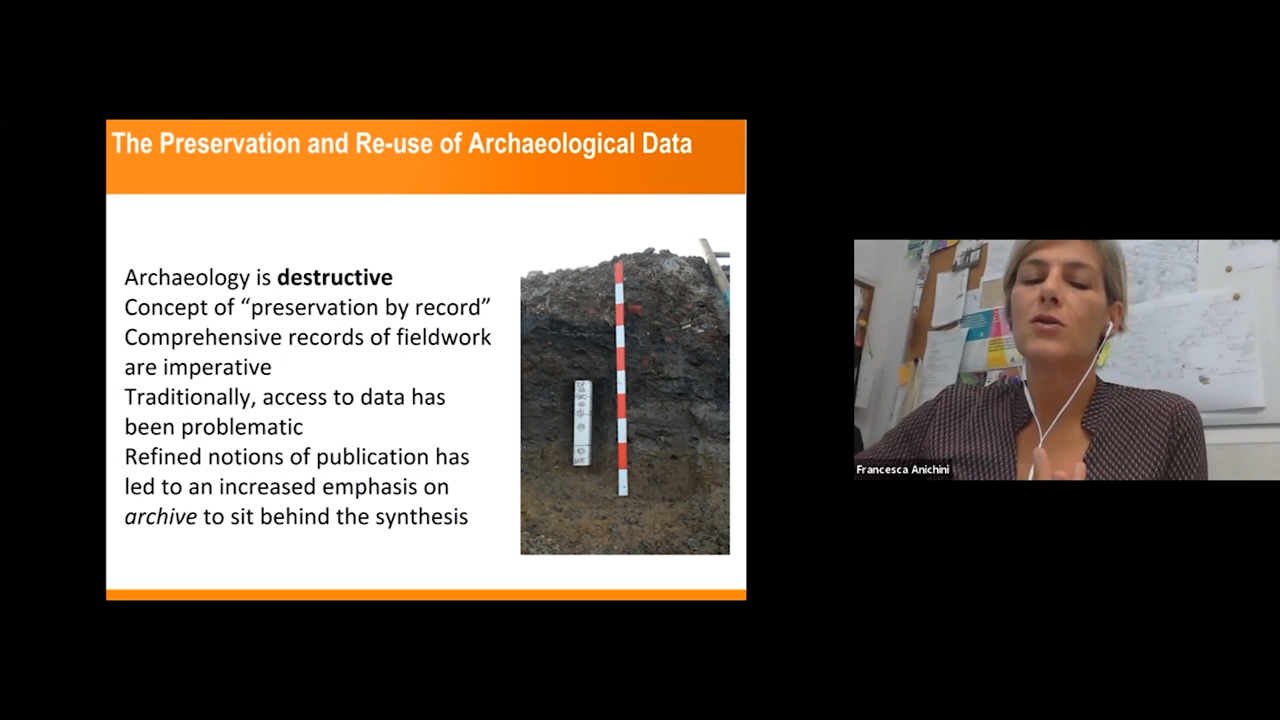 The Preservation and Re-use of Archaeological Data
Archaeology is destructive
Concept of “preservation by record”
Comprehensive records of fieldwork
are imperative
Traditionally, access to data has
been problematic
Refined notions of publication has
led to an increased emphasis on
archive to sit behind the synthesis
Francesca Anichini